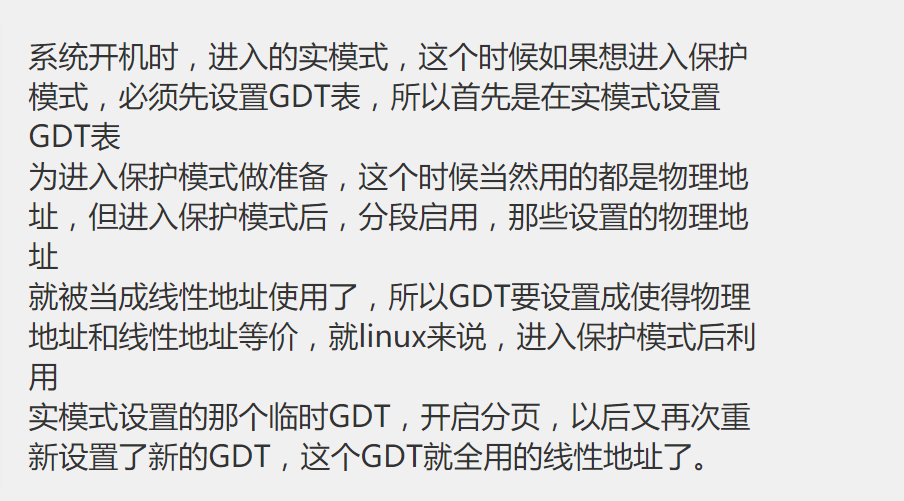 系统开机时，进入的实模式，这个时候如果想进入保护
模式，必须先设置GDT表，所以首先是在实模式设置
GDT表
为进入保护模式做准备，这个时候当然用的都是物理地
址，但进入保护模式后，分段启用，那些设置的物理地
址
就被当成线性地址使用了，所以GDT要设置成使得物理
地址和线性地址等价，就linux来说，进入保护模式后利
用
实模式设置的那个临时GDT，开启分页，以后又再次重
新设置了新的GDT，这个GDT就全用的线性地址了。